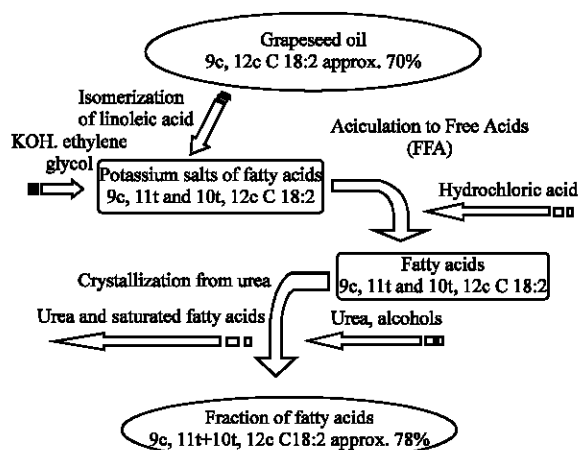 Grapeseed oil
9c, 12c C 18:2 approx. 70%
Isomerization
of linoleic acid
KOH. ethylene
glycol
Aciculation to Free Acids
(FFA)
Potassium salts of fatty acids
9c, 11t and 10t, 12c C 18:2
Hydrochloric acid
Fatty acids
9c, 11t and 10t, 12c C 18:2
Crystallization from urea
Urea and saturated fatty acids
Urea, alcohols
Fraction of fatty acids
9c, 11t+10t, 12c C18:2 approx. 78%